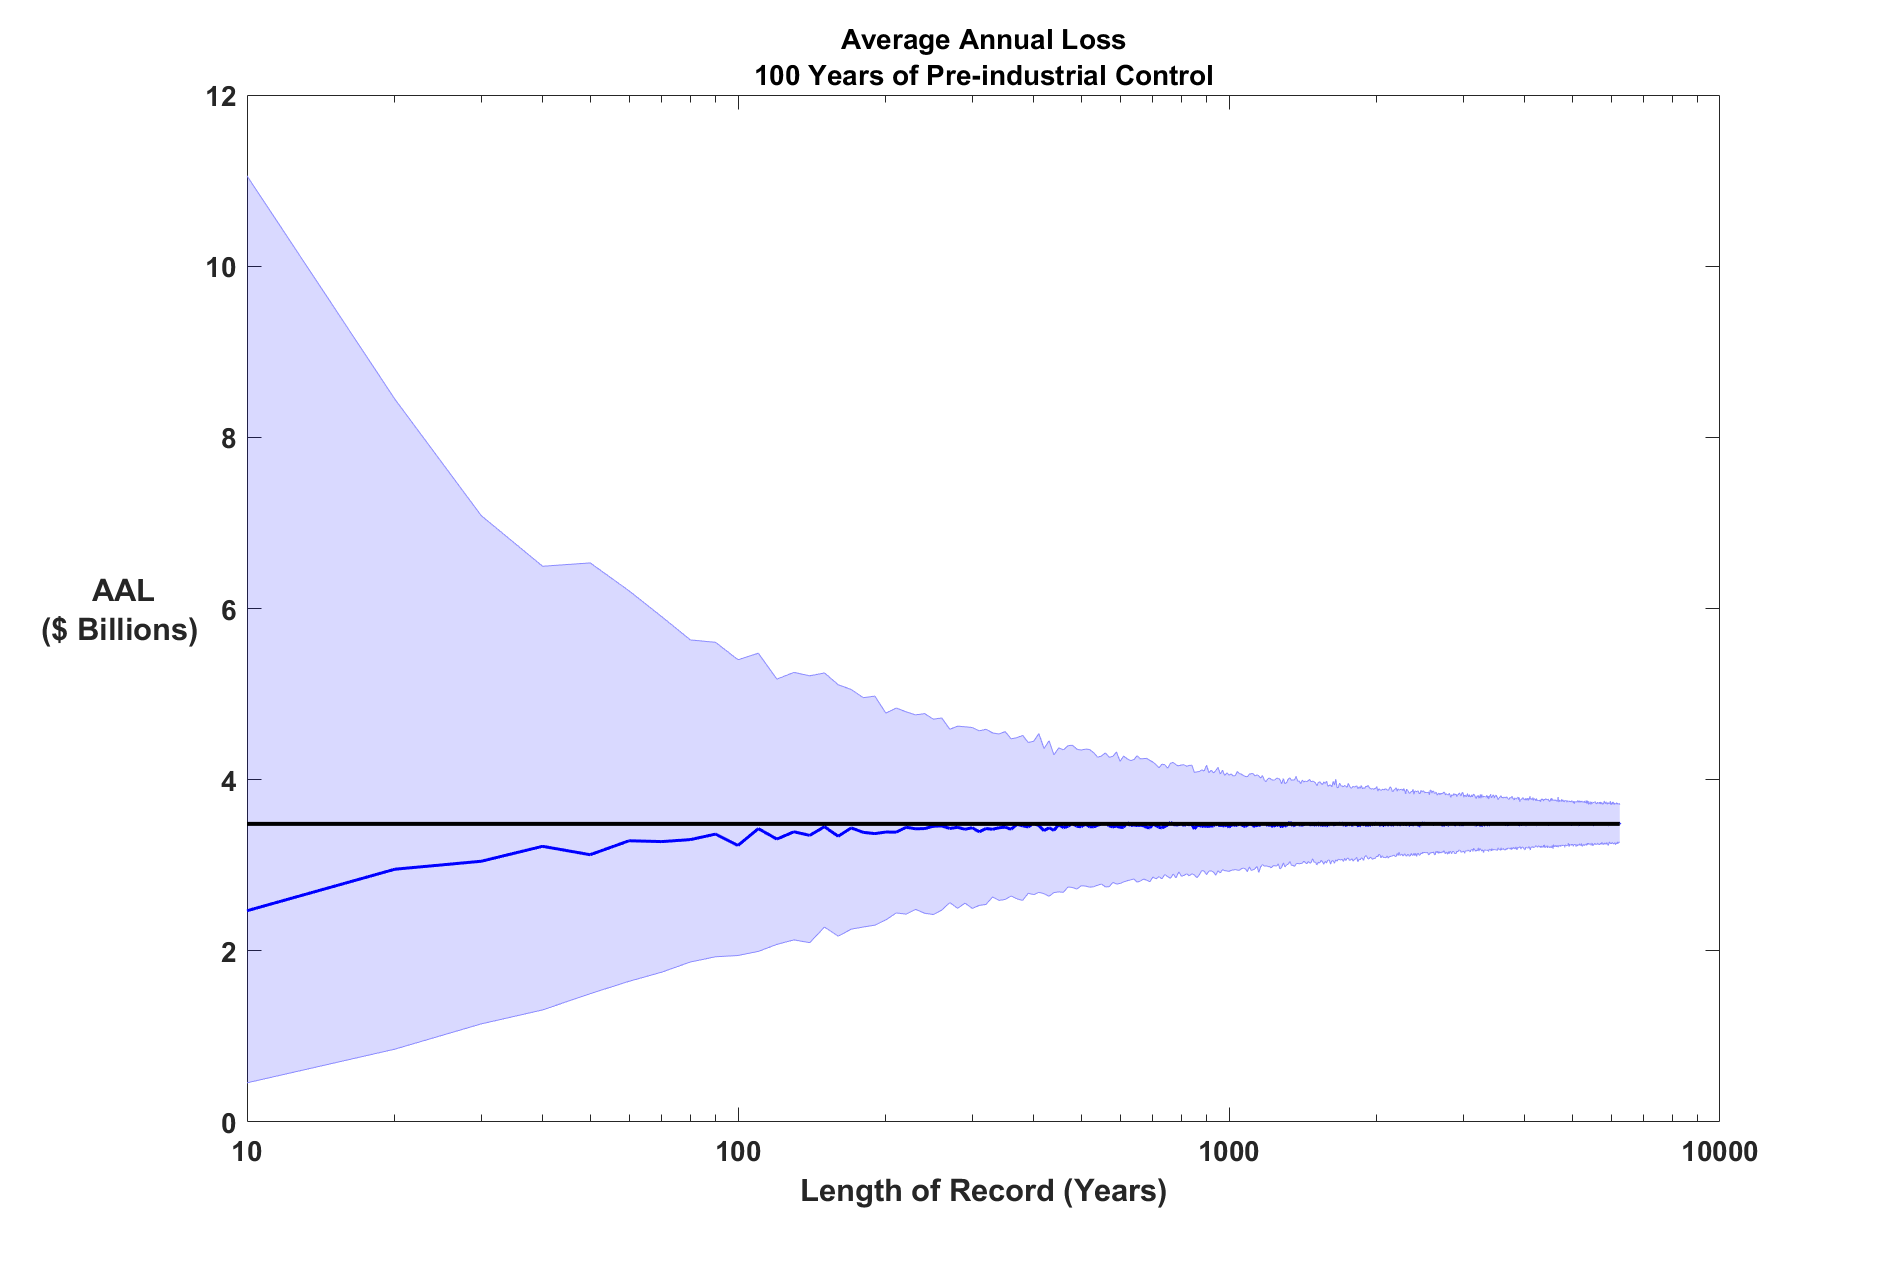 Average Annual Loss
100 Years of Pre-industrial Control
12
10
8
6
4
2
0
AAL
($ Billions)
10 100 1000 10000
Length of Record (Years)